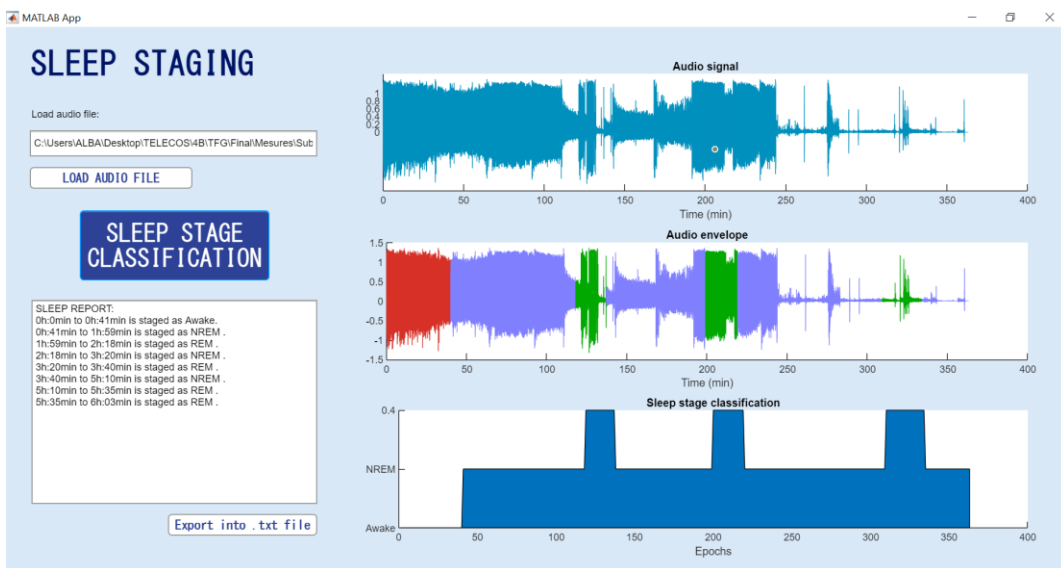 MATLAB App
SLEEP STAGING
Load audio file:
C:\Users\ALBA\Desktop\TELECOS\4B\TFG\Final\Mesures\Sub
LOAD AUDIO FILE
SLEEP STAGE
CLASSIFICATION
SLEEP REPORT:
0h:0min to 0h:41min is staged as Awake.
0h:41min to 1h:59min is staged as NREM .
1h:59min to 2h:18min is staged as REM .
2h:18min to 3h:20min is staged as NREM .
3h:20min to 3h:40min is staged as REM .
3h:40min to 5h:10min is staged as NREM .
5h:10min to 5h:35min is staged as REM .
5h:35min to 6h:03min is staged as REM .
Export into .txt file
Audio signal
1
0.8
0.6
0.4
0.2
0
0 50 100 150 200 250 300 350 400
Time (min)
Audio envelope
1.5
1
0.5
0
-0.5
-1
-1.5
0 50 100 150 200 250 300 350 400
Time (min)
Sleep stage classification
0.4
NREM
Awake
0 50 100 150 200 250 300 350 400
Epochs